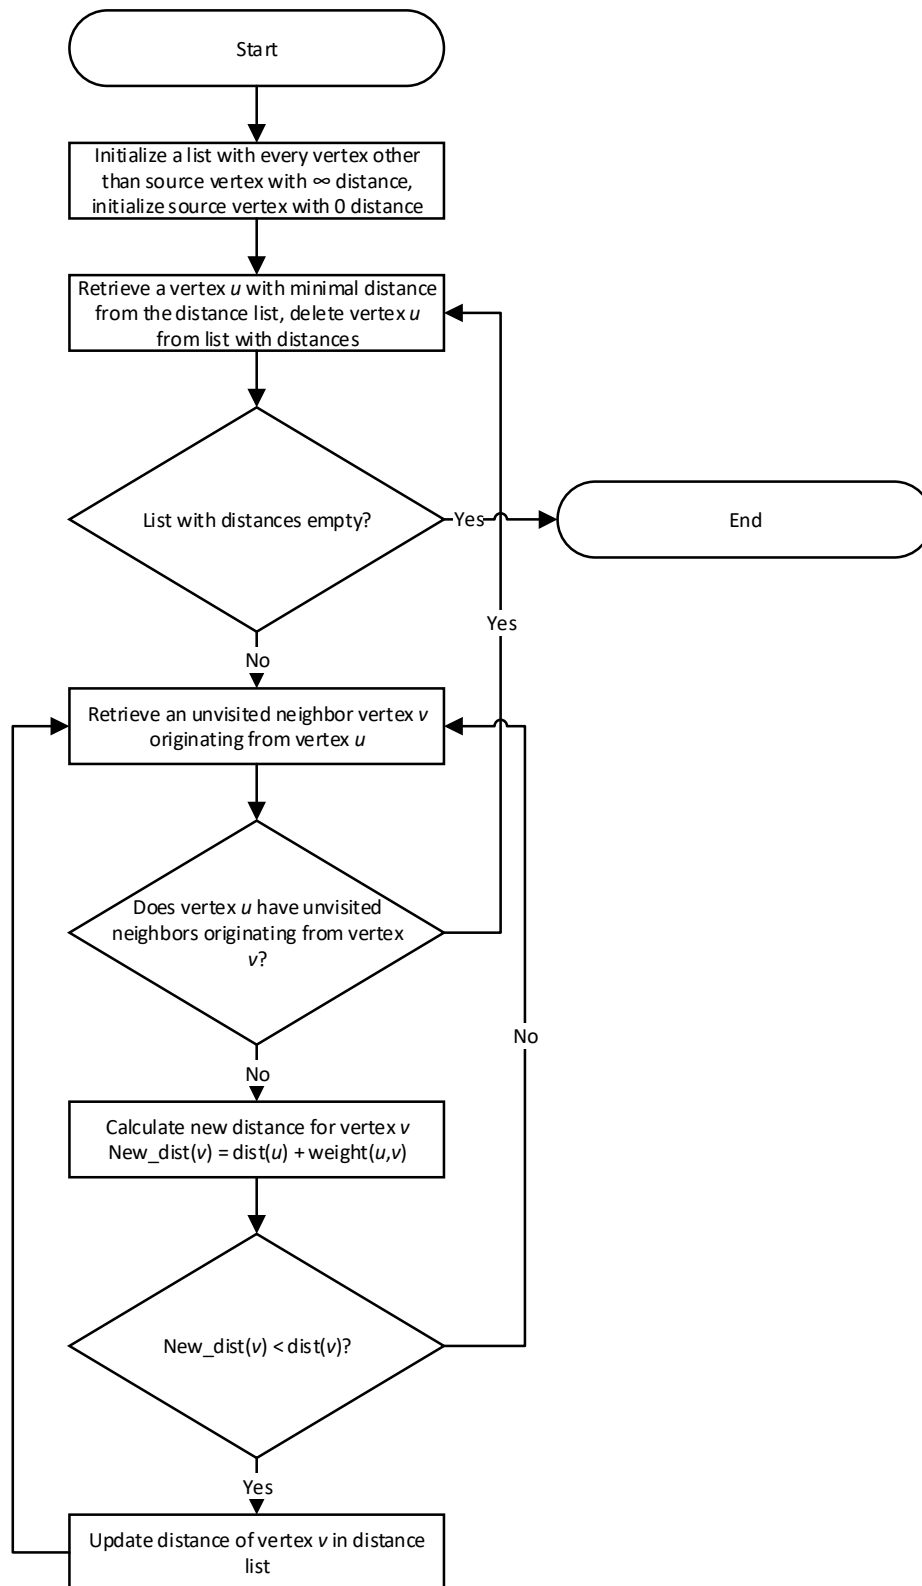 Start
Initialize a list with every vertex other
than source vertex with ∞ distance,
initialize source vertex with 0 distance
Retrieve a vertex u with minimal distance
from the distance list, delete vertex u
from list with distances
List with distances empty?
Yes
End
Yes
No
Retrieve an unvisited neighbor vertex v
originating from vertex u
Does vertex u have unvisited
neighbors originating from vertex
v?
No
No
Calculate new distance for vertex v
New_dist(v) = dist(u) + weight(u,v)
New_dist(v) < dist(v)?
Yes
Update distance of vertex v in distance
list